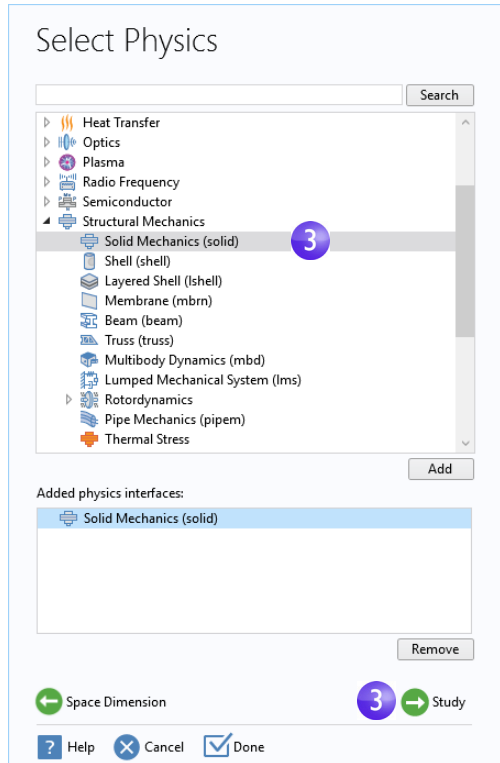 Select Physics
Search
Heat Transfer
Optics
Plasma
Radio Frequency
Semiconductor
Structural Mechanics
Solid Mechanics (solid) 3
Shell (shell)
Layered Shell (lshell)
Membrane (mbrn)
Beam (beam)
Truss (truss)
Multibody Dynamics (mbd)
Lumped Mechanical System (lms)
Rotordynamics
Pipe Mechanics (pipem)
Thermal Stress
Add
Added physics interfaces:
Solid Mechanics (solid)
Remove
Space Dimension 3 Study
? Help Cancel Done